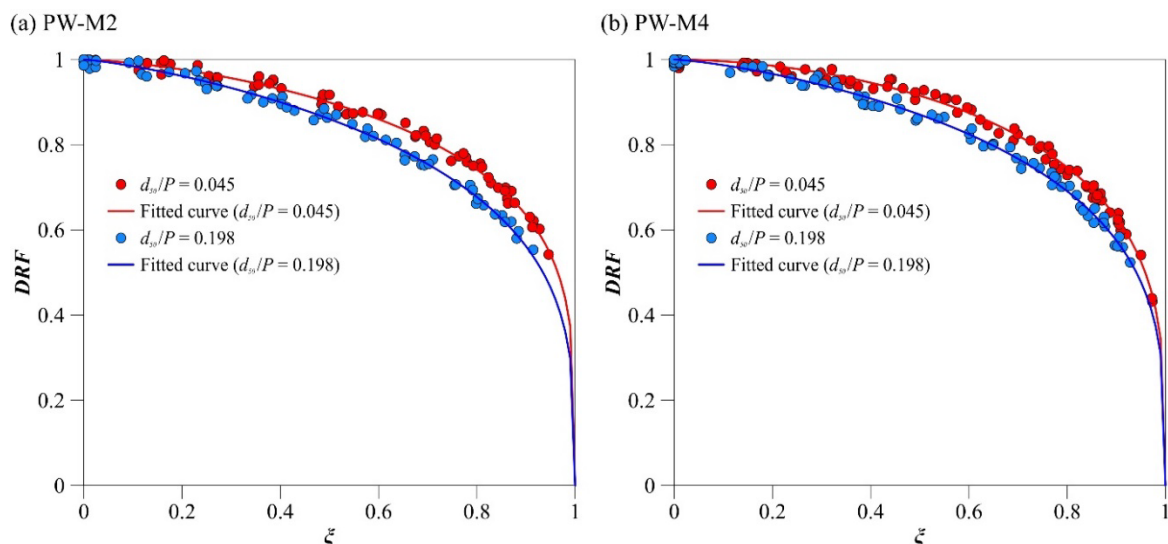 (a) PW-M2
1
0.8
0.6
0.4
0.2
0
DRF
d₅₀/P = 0.045
Fitted curve (d₅₀/P = 0.045)
d₅₀/P = 0.198
Fitted curve (d₅₀/P = 0.198)
0 0.2 0.4 0.6 0.8 1
ξ
(b) PW-M4
1
0.8
0.6
0.4
0.2
0
DRF
d₅₀/P = 0.045
Fitted curve (d₅₀/P = 0.045)
d₅₀/P = 0.198
Fitted curve (d₅₀/P = 0.198)
0 0.2 0.4 0.6 0.8 1
ξ